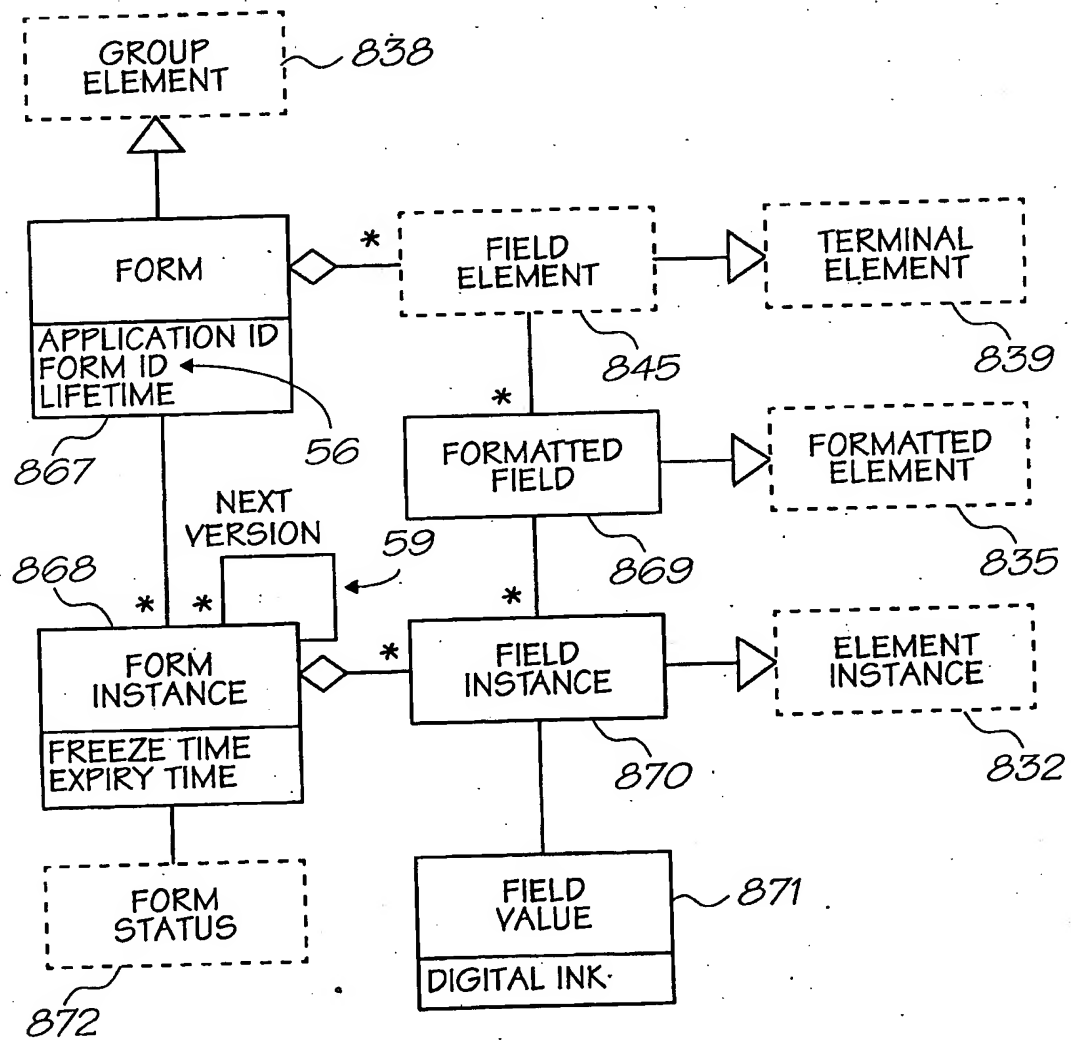 GROUP
ELEMENT
838
FORM
*
FIELD
ELEMENT
TERMINAL
ELEMENT
APPLICATION ID
FORM ID
LIFETIME
845
839
867
56
*
FORMATTED
FIELD
FORMATTED
ELEMENT
NEXT
VERSION
59
869
835
868
*
*
*
FORM
INSTANCE
*
FIELD
INSTANCE
ELEMENT
INSTANCE
FREEZE TIME
EXPIRY TIME
870
832
FORM
STATUS
FIELD
VALUE
871
DIGITAL INK
872